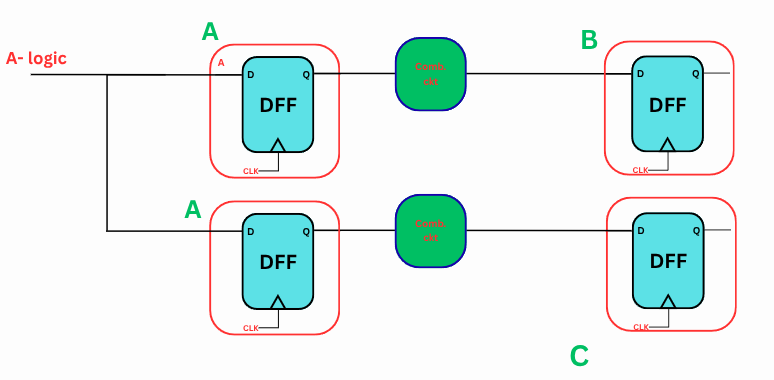 A
B
A- logic
A
D Q
DFF
CLK
Comb.
ckt
D Q
DFF
CLK
A
D Q
DFF
CLK
Comb.
ckt
D Q
DFF
CLK
C